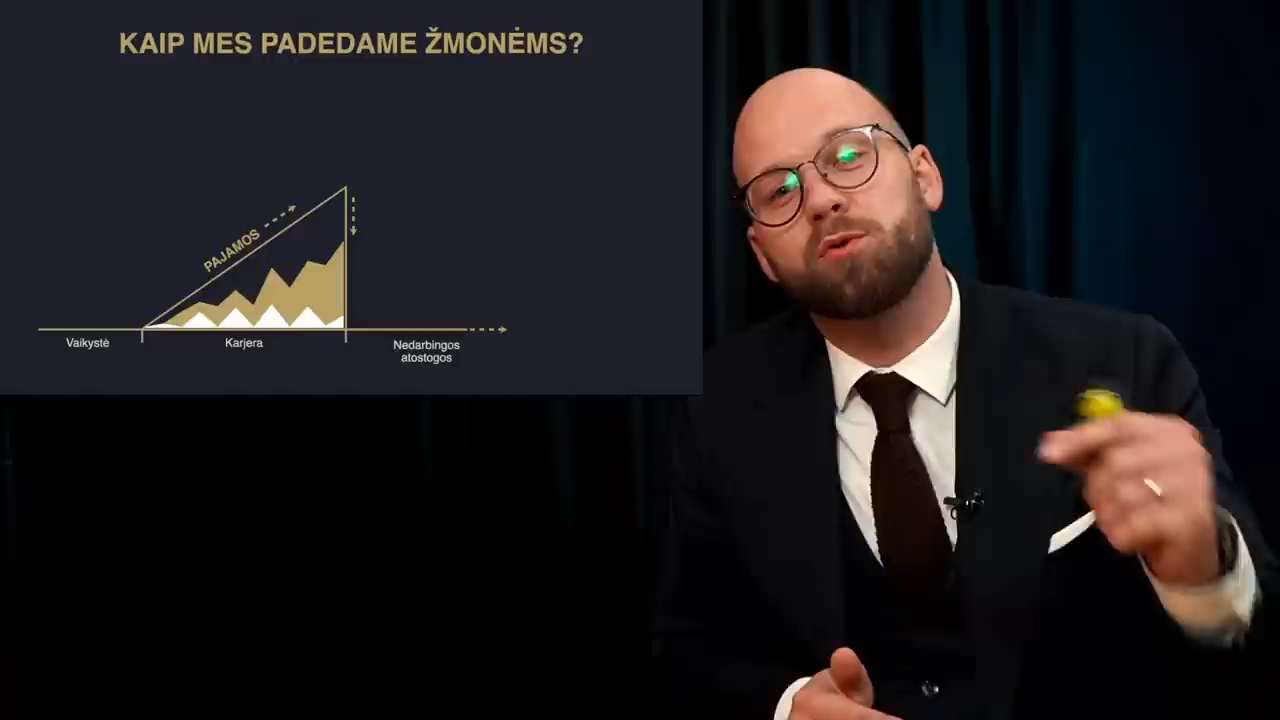 KAIP MES PADEDAME ŽMONĖMS?
PAJAMOS
Vaikystė
Karjera
Nedarbingos
atostogos